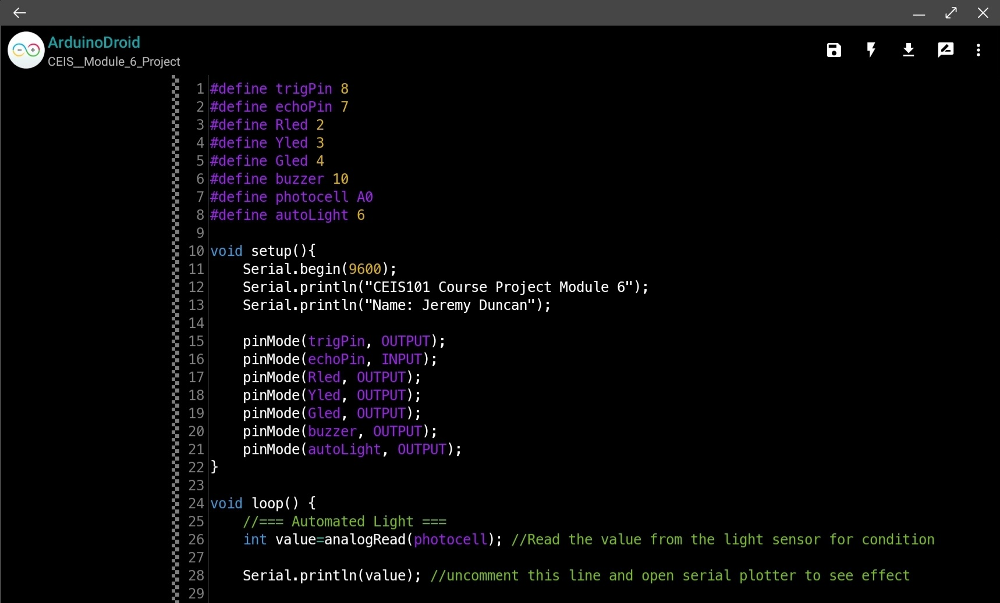 ArduinoDroid
CEIS__Module_6_Project
1 #define trigPin 8
2 #define echoPin 7
3 #define Rled 2
4 #define Yled 3
5 #define Gled 4
6 #define buzzer 10
7 #define photocell A0
8 #define autoLight 6
9
10 void setup(){
11     Serial.begin(9600);
12     Serial.println("CEIS101 Course Project Module 6");
13     Serial.println("Name: Jeremy Duncan");
14
15     pinMode(trigPin, OUTPUT);
16     pinMode(echoPin, INPUT);
17     pinMode(Rled, OUTPUT);
18     pinMode(Yled, OUTPUT);
19     pinMode(Gled, OUTPUT);
20     pinMode(buzzer, OUTPUT);
21     pinMode(autoLight, OUTPUT);
22 }
23
24 void loop() {
25     //=== Automated Light ===
26     int value=analogRead(photocell); //Read the value from the light sensor for condition
27
28     Serial.println(value); //uncomment this line and open serial plotter to see effect
29